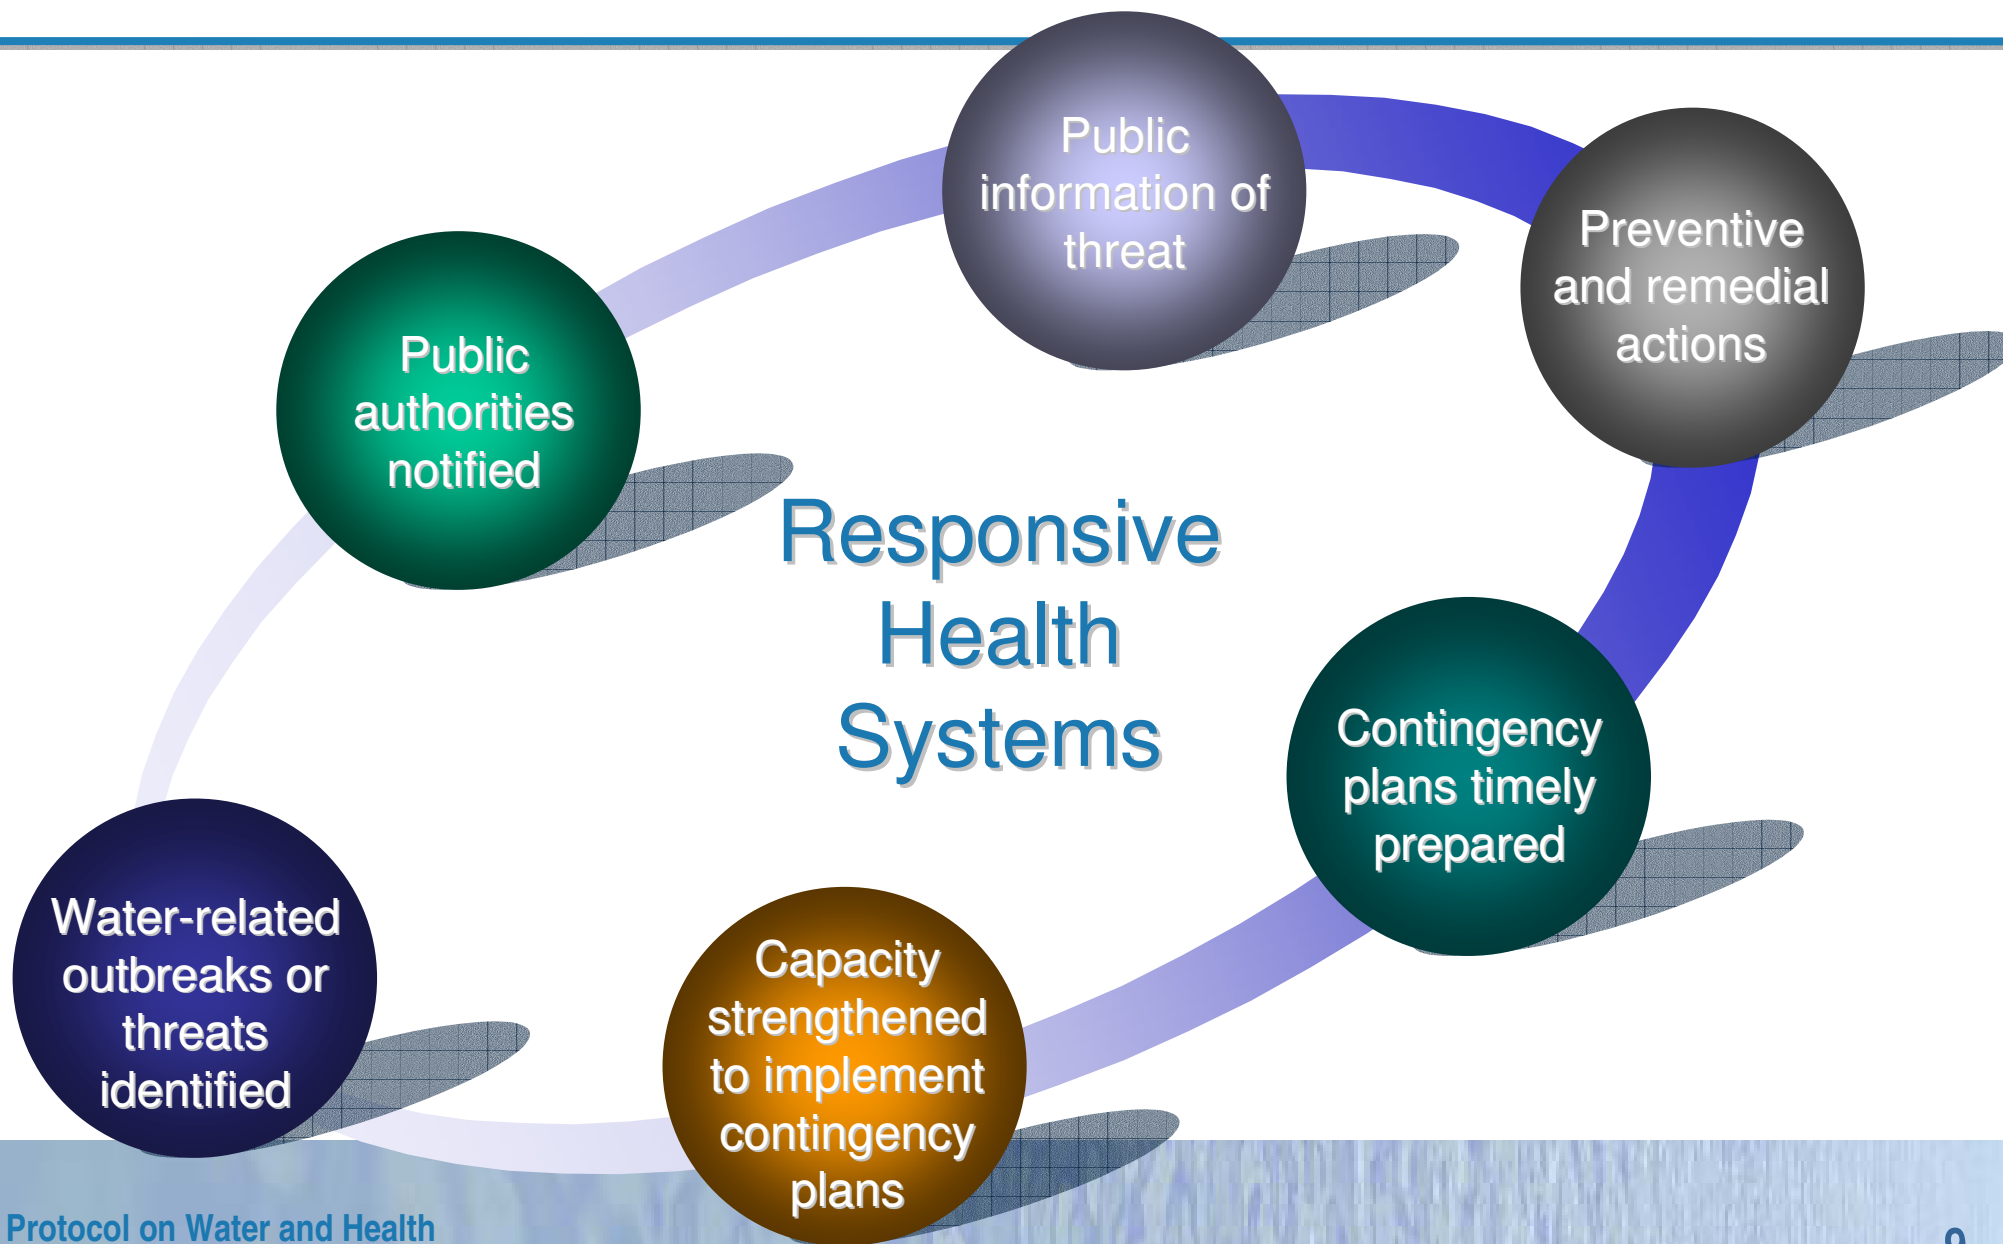 Public
information of
threat
Preventive
and remedial
actions
Public
authorities
notified
Responsive
Health
Systems
Contingency
plans timely
prepared
Water-related
outbreaks or
threats
identified
Capacity
strengthened
to implement
contingency
plans
Protocol on Water and Health
9